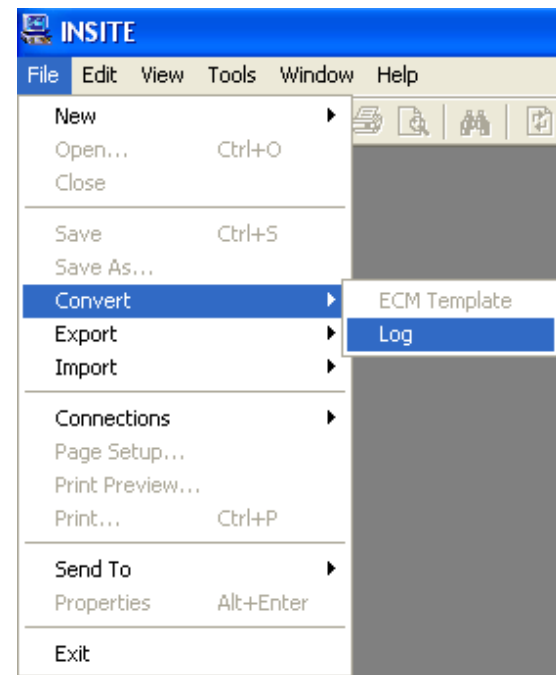 INSITE
File Edit View Tools Window Help
New
Open... Ctrl+O
Close
Save Ctrl+S
Save As...
Convert
ECM Template
Export
Log
Import
Connections
Page Setup...
Print Preview...
Print... Ctrl+P
Send To
Properties Alt+Enter
Exit